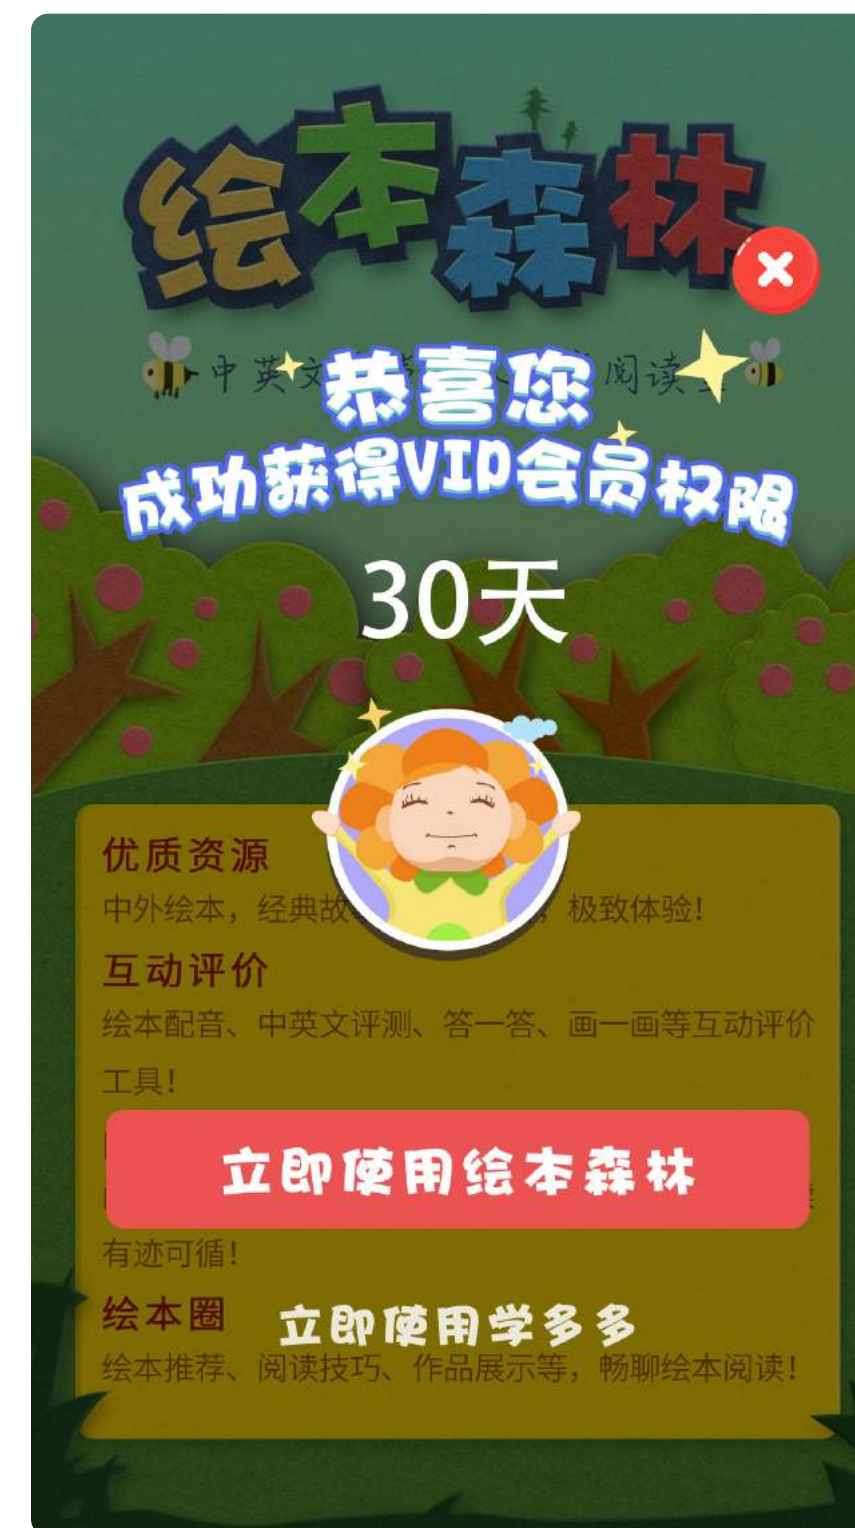 绘本森林
中英文 阅读
恭喜您
成功获得VIP会员权限
30天
优质资源
中外绘本，经典故 ，极致体验！
互动评价
绘本配音、中英文评测、答一答、画一画等互动评价
工具！
立即使用绘本森林
有迹可循！
绘本圈
立即使用学多多
绘本推荐、阅读技巧、作品展示等，畅聊绘本阅读！